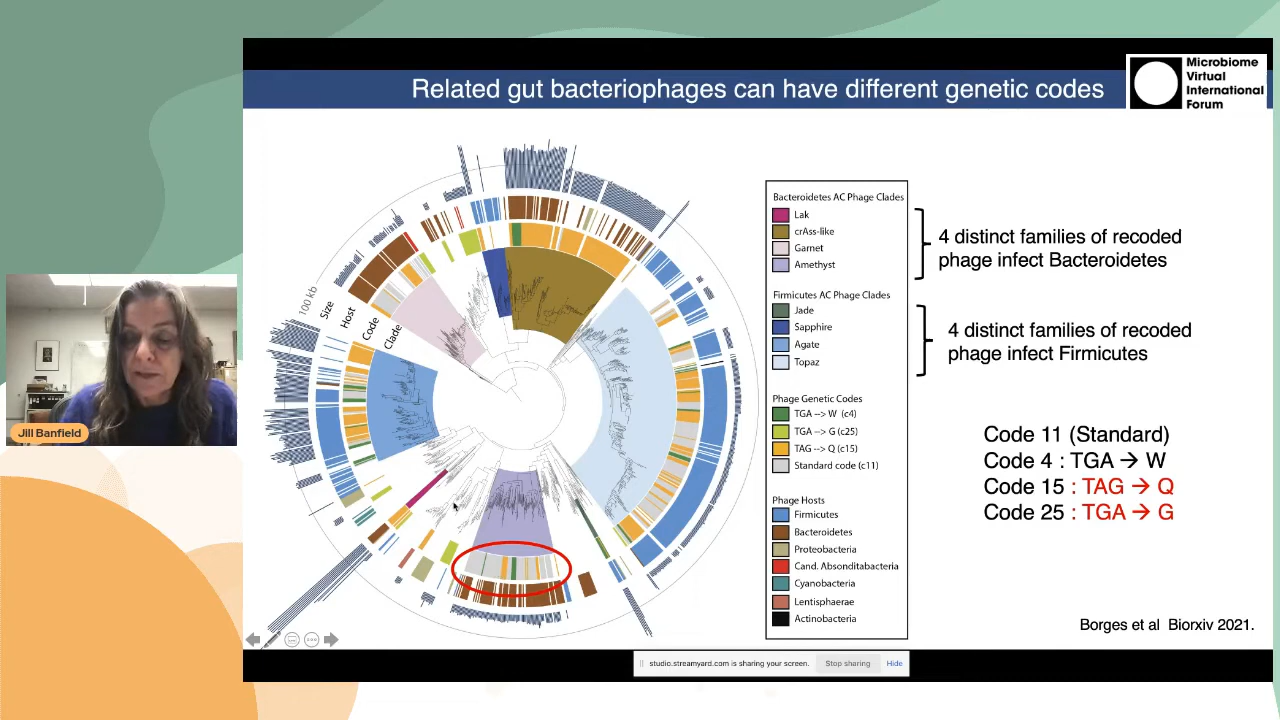 Related gut bacteriophages can have different genetic codes
Microbiome
Virtual
International
Forum
100 kb
Size
Host
Code
Clade
Bacteroidetes AC Phage Clades
Lak
crAss-like
Garnet
Amethyst
Firmicutes AC Phage Clades
Jade
Sapphire
Agate
Topaz
Phage Genetic Codes
TGA --> W (c4)
TGA --> G (c25)
TAG --> Q (c15)
Standard code (c11)
Phage Hosts
Firmicutes
Bacteroidetes
Proteobacteria
Cand. Absonditabacteria
Cyanobacteria
Lentisphaerae
Actinobacteria
4 distinct families of recoded
phage infect Bacteroidetes
4 distinct families of recoded
phage infect Firmicutes
Code 11 (Standard)
Code 4 : TGA → W
Code 15 : TAG → Q
Code 25 : TGA → G
Borges et al Biorxiv 2021.
Jill Banfield
studio.streamyard.com is sharing your screen.
Stop sharing
Hide